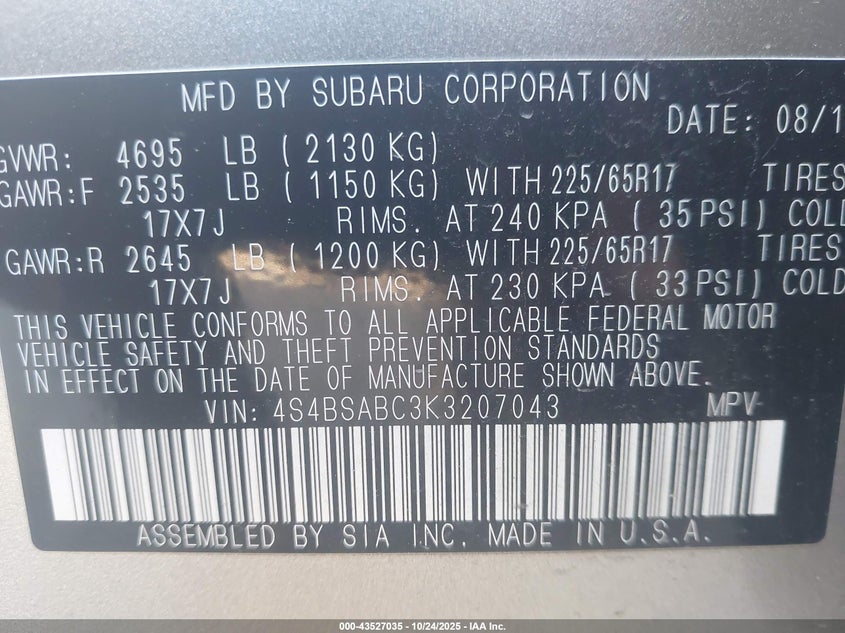 MFD BY SUBARU CORPORATION
DATE: 08/1
GVWR: 4695 LB ( 2130 KG)
GAWR:F 2535 LB ( 1150 KG) WITH 225/65R17 TIRES
17X7J RIMS. AT 240 KPA ( 35 PSI) COLD
GAWR:R 2645 LB ( 1200 KG) WITH 225/65R17 TIRES
17X7J RIMS. AT 230 KPA ( 33 PSI) COLD
THIS VEHICLE CONFORMS TO ALL APPLICABLE FEDERAL MOTOR
VEHICLE SAFETY AND THEFT PREVENTION STANDARDS
IN EFFECT ON THE DATE OF MANUFACTURE SHOWN ABOVE.
VIN: 4S4BSABC3K3207043 MPV
ASSEMBLED BY SIA INC. MADE IN U.S.A.
000-43527035 - 10/24/2025 - IAA Inc.